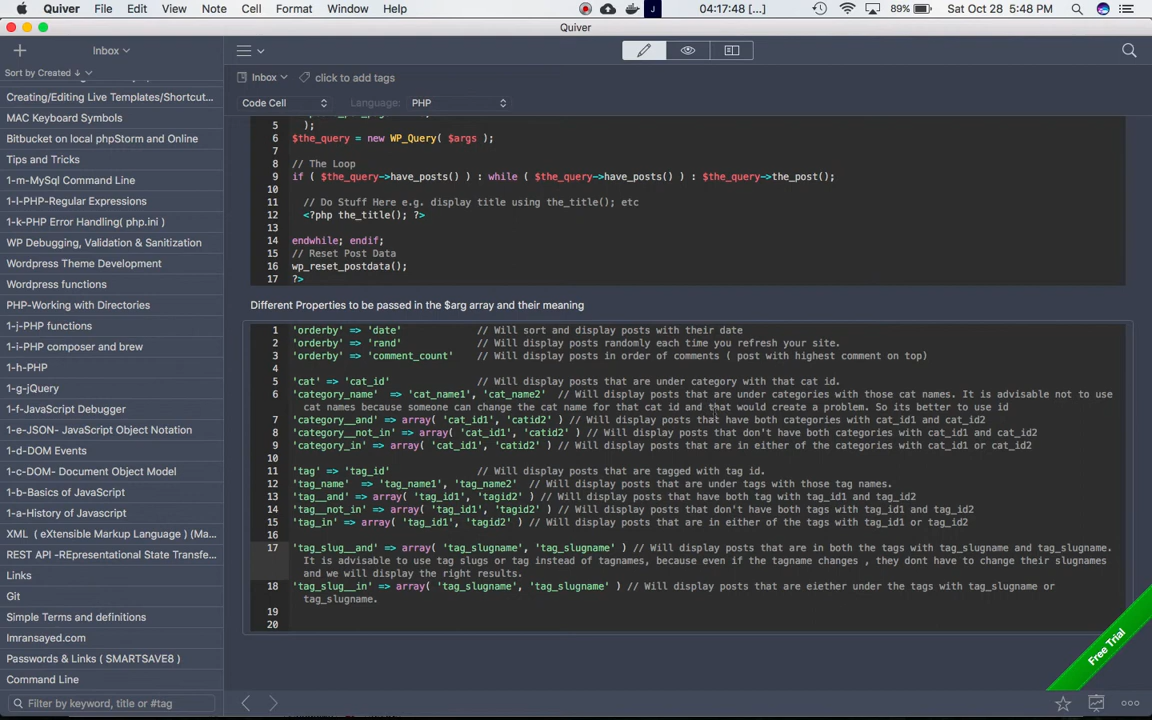 Quiver File Edit View Note Cell Format Window Help 04:17:48 [...] 89% Sat Oct 28 5:48 PM
Quiver
Inbox
Sort by Created
Inbox click to add tags
Code Cell Language: PHP
Creating/Editing Live Templates/Shortcut...
MAC Keyboard Symbols
Bitbucket on local phpStorm and Online
Tips and Tricks
1-m-MySql Command Line
1-l-PHP-Regular Expressions
1-k-PHP Error Handling( php.ini )
WP Debugging, Validation & Sanitization
Wordpress Theme Development
Wordpress functions
PHP-Working with Directories
1-j-PHP functions
1-i-PHP composer and brew
1-h-PHP
1-g-jQuery
1-f-JavaScript Debugger
1-e-JSON- JavaScript Object Notation
1-d-DOM Events
1-c-DOM- Document Object Model
1-b-Basics of JavaScript
1-a-History of Javascript
XML ( eXtensible Markup Language ) (Ma...
REST API -REpresentational State Transfe...
Links
Git
Simple Terms and definitions
Imransayed.com
Passwords & Links ( SMARTSAVE8 )
Command Line
Filter by keyword, title or #tag
5 );
6 $the_query = new WP_Query( $args );
7
8 // The Loop
9 if ( $the_query->have_posts() ) : while ( $the_query->have_posts() ) : $the_query->the_post();
10
11 // Do Stuff Here e.g. display title using the_title(); etc
12 <?php the_title(); ?>
13
14 endwhile; endif;
15 // Reset Post Data
16 wp_reset_postdata();
17 ?>
Different Properties to be passed in the $arg array and their meaning
1 'orderby' => 'date' // Will sort and display posts with their date
2 'orderby' => 'rand' // Will display posts randomly each time you refresh your site.
3 'orderby' => 'comment_count' // Will display posts in order of comments ( post with highest comment on top)
4
5 'cat' => 'cat_id' // Will display posts that are under category with that cat id.
6 'category_name' => 'cat_name1', 'cat_name2' // Will display posts that are under categories with those cat names. It is advisable not to use
cat names because someone can change the cat name for that cat id and that would create a problem. So its better to use id
7 'category__and' => array( 'cat_id1', 'catid2' ) // Will display posts that have both categories with cat_id1 and cat_id2
8 'category__not_in' => array( 'cat_id1', 'catid2' ) // Will display posts that don't have both categories with cat_id1 and cat_id2
9 'category_in' => array( 'cat_id1', 'catid2' ) // Will display posts that are in either of the categories with cat_id1 or cat_id2
10
11 'tag' => 'tag_id' // Will display posts that are tagged with tag id.
12 'tag_name' => 'tag_name1', 'tag_name2' // Will display posts that are under tags with those tag names.
13 'tag__and' => array( 'tag_id1', 'tagid2' ) // Will display posts that have both tag with tag_id1 and tag_id2
14 'tag__not_in' => array( 'tag_id1', 'tagid2' ) // Will display posts that don't have both tags with tag_id1 and tag_id2
15 'tag_in' => array( 'tag_id1', 'tagid2' ) // Will display posts that are in either of the tags with tag_id1 or tag_id2
16
17 'tag_slug__and' => array( 'tag_slugname', 'tag_slugname' ) // Will display posts that are in both the tags with tag_slugname and tag_slugname.
It is advisable to use tag slugs or tag instead of tagnames, because even if the tagname changes , they dont have to change their slugnames
and we will display the right results.
18 'tag_slug__in' => array( 'tag_slugname', 'tag_slugname' ) // Will display posts that are eiether under the tags with tag_slugname or
tag_slugname.
19
20
Free Trial